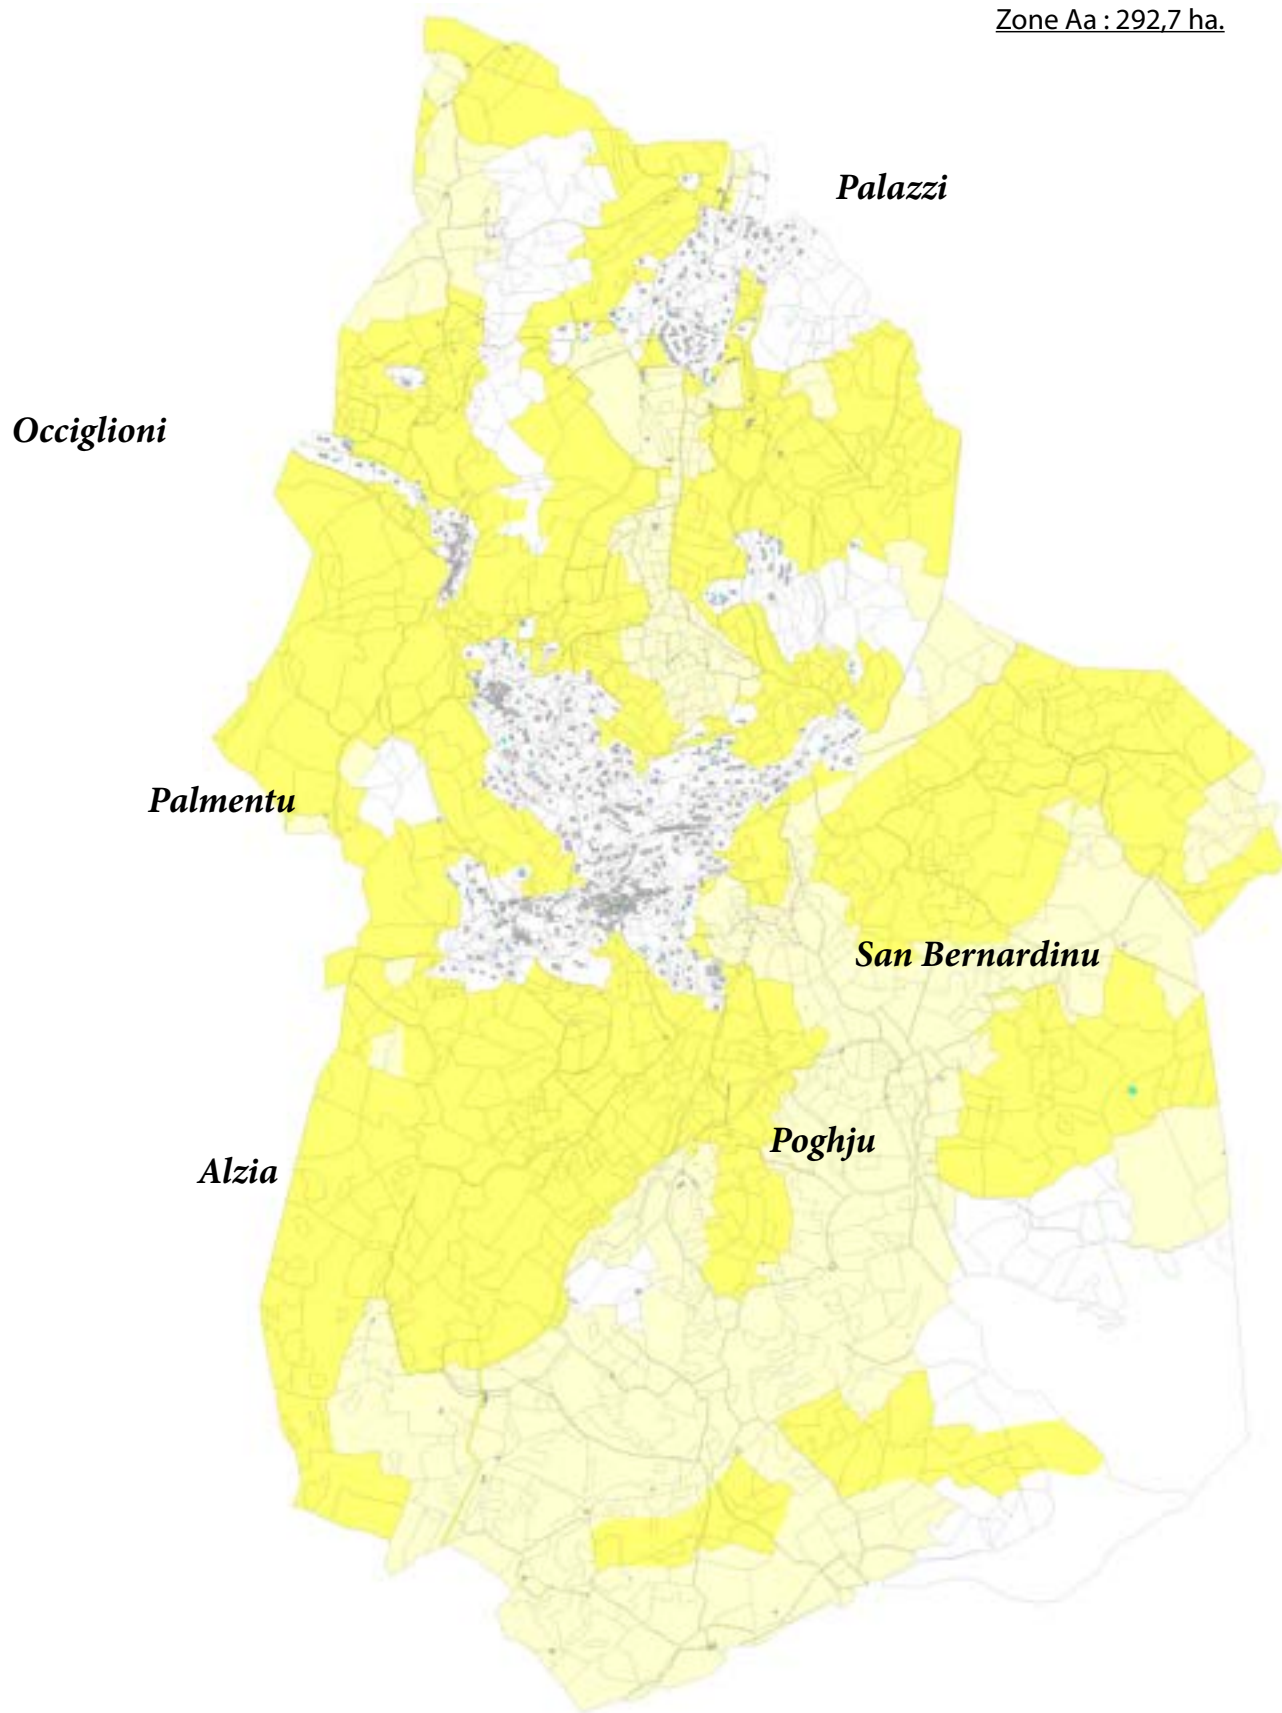 Zone Aa : 292,7 ha.
Palazzi
Occiglioni
Palmentu
San Bernardinu
Poghju
Alzia